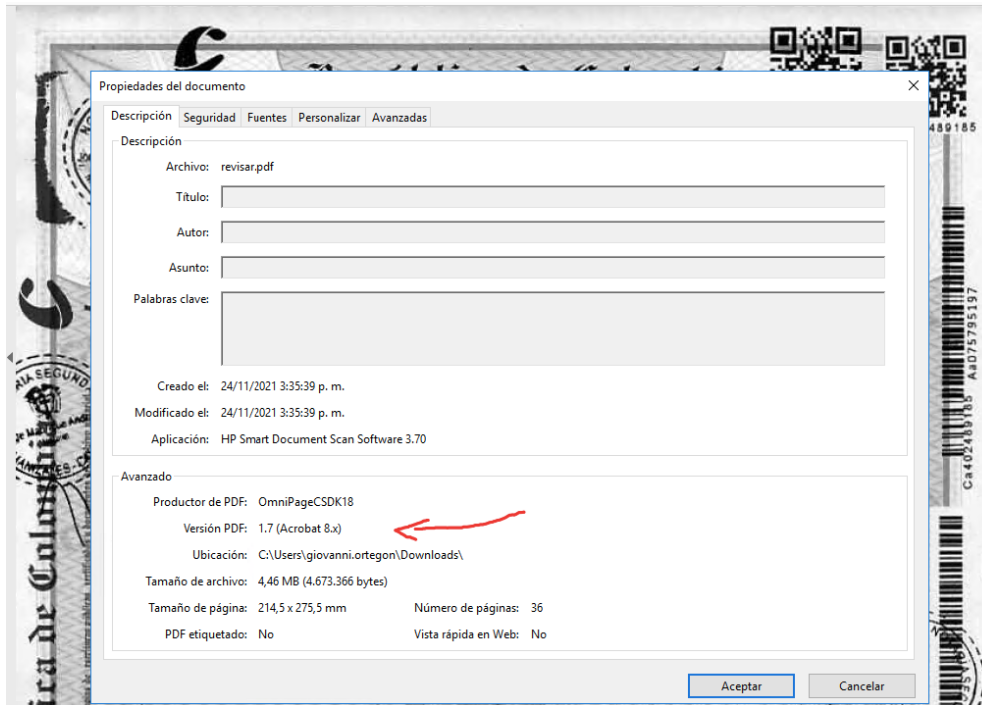 Propiedades del documento
Descripción Seguridad Fuentes Personalizar Avanzadas
Descripción
Archivo: revisar.pdf
Título:
Autor:
Asunto:
Palabras clave:
Creado el: 24/11/2021 3:35:39 p. m.
Modificado el: 24/11/2021 3:35:39 p. m.
Aplicación: HP Smart Document Scan Software 3.70
Avanzado
Productor de PDF: OmniPageCSDK18
Versión PDF: 1.7 (Acrobat 8.x)
Ubicación: C:\Users\giovanni.ortegon\Downloads\
Tamaño de archivo: 4,46 MB (4.673.366 bytes)
Tamaño de página: 214,5 x 275,5 mm Número de páginas: 36
PDF etiquetado: No Vista rápida en Web: No
Aceptar Cancelar
489185
Aa075795197
Ca402489185
ica de Colom